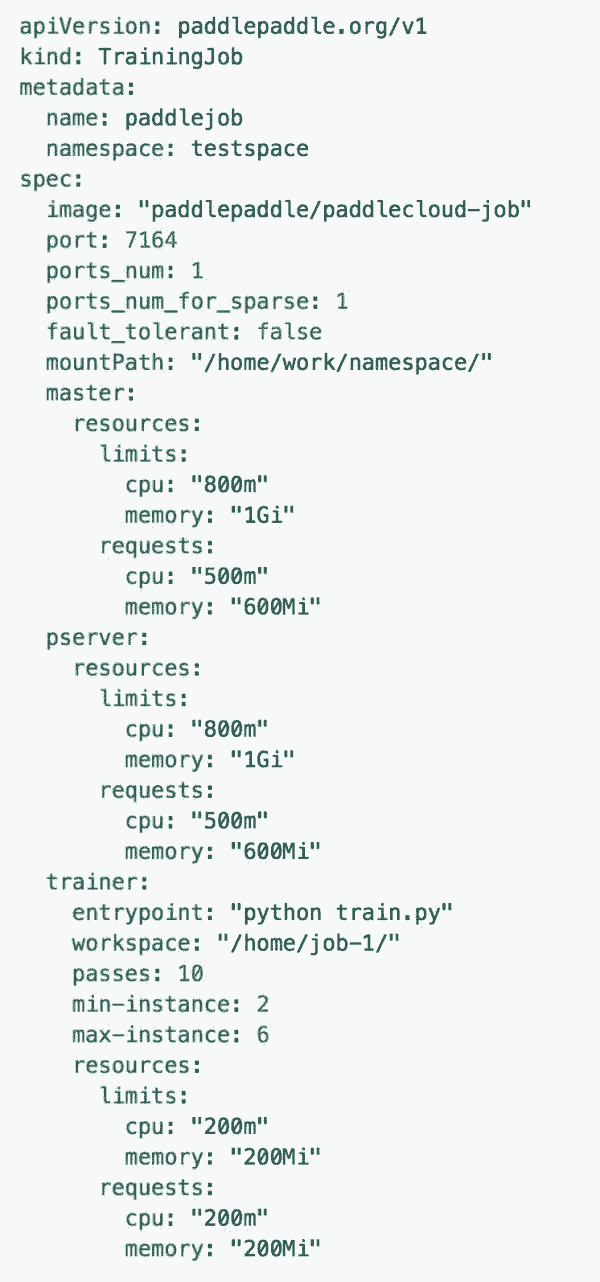 apiVersion: paddlepaddle.org/v1
kind: TrainingJob
metadata:
  name: paddlejob
  namespace: testspace
spec:
  image: "paddlepaddle/paddlecloud-job"
  port: 7164
  ports_num: 1
  ports_num_for_sparse: 1
  fault_tolerant: false
  mountPath: "/home/work/namespace/"
  master:
    resources:
      limits:
        cpu: "800m"
        memory: "1Gi"
      requests:
        cpu: "500m"
        memory: "600Mi"
  pserver:
    resources:
      limits:
        cpu: "800m"
        memory: "1Gi"
      requests:
        cpu: "500m"
        memory: "600Mi"
  trainer:
    entrypoint: "python train.py"
    workspace: "/home/job-1/"
    passes: 10
    min-instance: 2
    max-instance: 6
    resources:
      limits:
        cpu: "200m"
        memory: "200Mi"
      requests:
        cpu: "200m"
        memory: "200Mi"